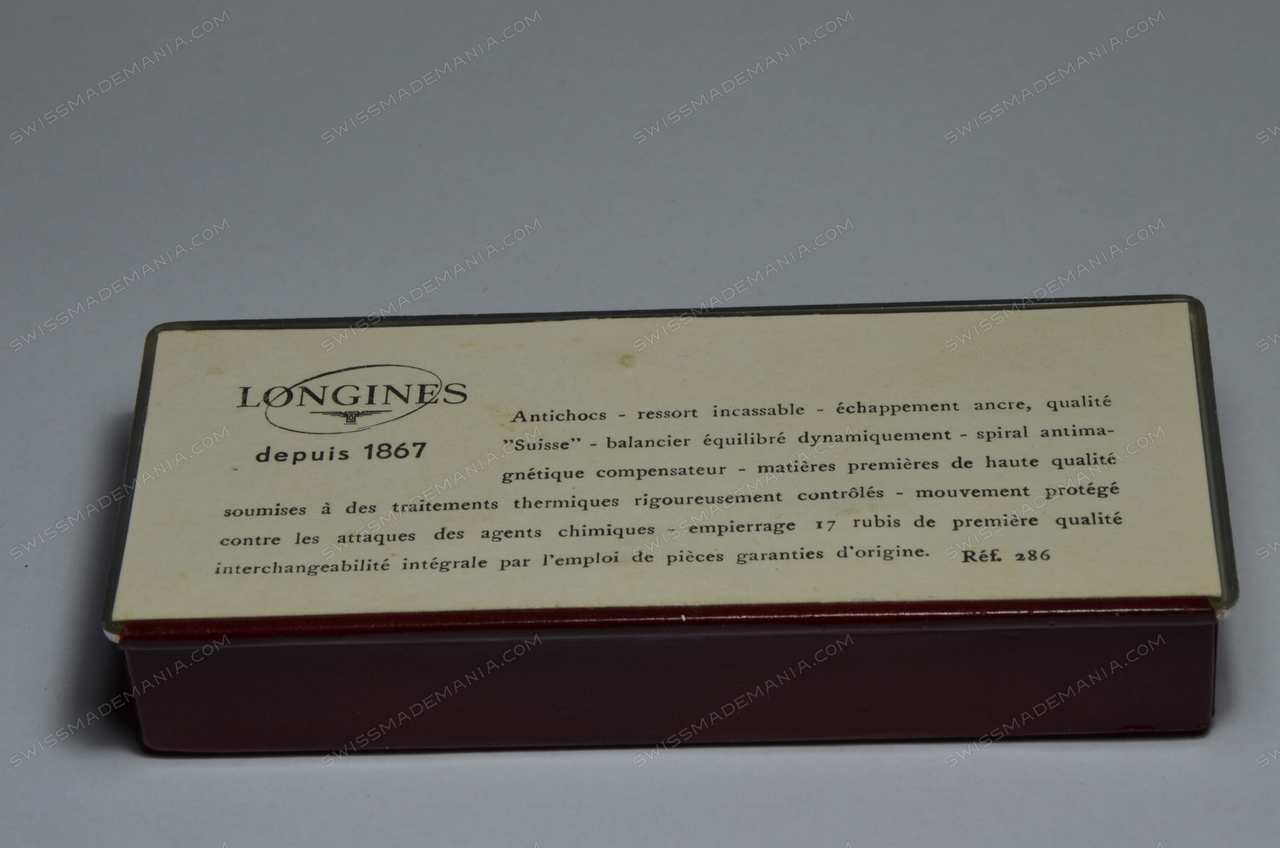 LONGINES
depuis 1867
Antichocs - ressort incassable - échappement ancre, qualité
"Suisse" - balancier équilibré dynamiquement - spiral antima-
gnétique compensateur - matières premières de haute qualité
soumises à des traitements thermiques rigoureusement contrôlés - mouvement protégé
contre les attaques des agents chimiques - empierrage 17 rubis de première qualité
interchangeabilité intégrale par l'emploi de pièces garanties d'origine. Réf. 286
SWISSMADEMANIA.COM